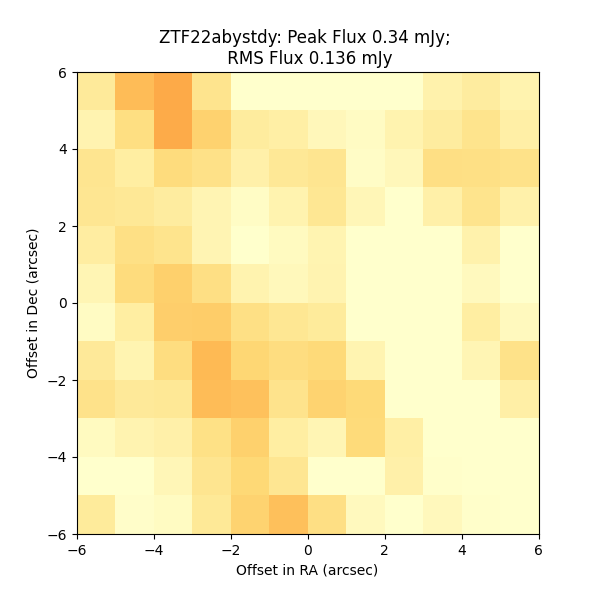 ZTF22abystdy: Peak Flux 0.34 mJy;
RMS Flux 0.136 mJy
6
4
2
0
−2
−4
−6
Offset in Dec (arcsec)
−6 −4 −2 0 2 4 6
Offset in RA (arcsec)